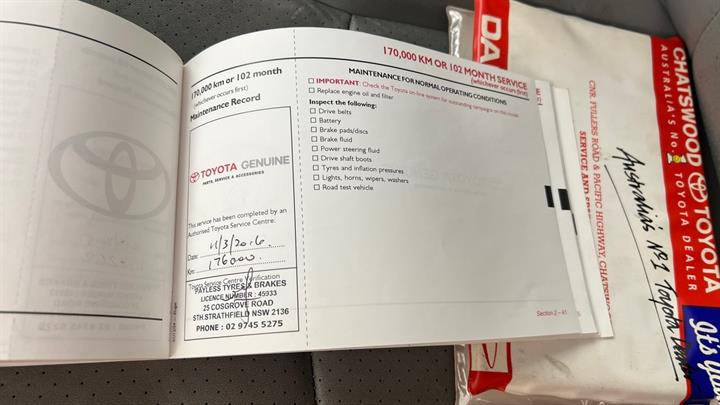 170,000 km or 102 month
(whichever occurs first)
Maintenance Record
TOYOTA GENUINE
PARTS, SERVICE & ACCESSORIES
This service has been completed by an
Authorised Toyota Service Centre:
Date: 11/3/2016.
Km: 176000.
Toyota Service Centre Verification
PAYLESS TYRES & BRAKES
LICENCE NUMBER : 45933
25 COSGROVE ROAD
STH.STRATHFIELD NSW 2136
PHONE : 02 9745 5275
170,000 KM OR 102 MONTH SERVICE
(whichever occurs first)
MAINTENANCE FOR NORMAL OPERATING CONDITIONS
IMPORTANT: Check the Toyota on-line system for outstanding campaigns on this vehicle
Replace engine oil and filter
Inspect the following:
Drive belts
Battery
Brake pads/discs
Brake fluid
Power steering fluid
Drive shaft boots
Tyres and inflation pressures
Lights, horns, wipers, washers
Road test vehicle
Section 2 – 41
DA
CNR. FULLERS ROAD & PACIFIC HIGHWAY, CHATSW
SERVICE AND
CHATSWOOD TOYOTA
AUSTRALIA'S No.1 TOYOTA DEALER
Australia's No1 Toyota Dealer
It's y